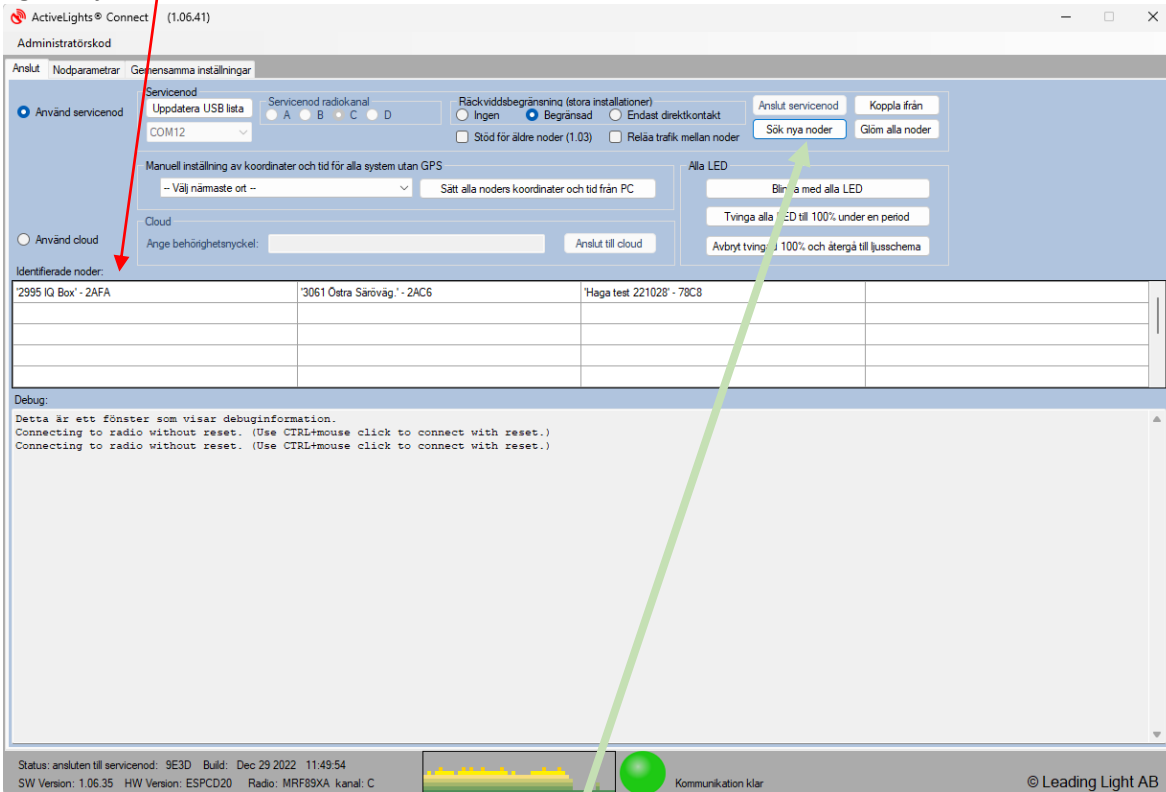 ActiveLights® Connect (1.06.41)
Administratörskod
Anslut Nodparametrar Gemensamma inställningar
Använd servicenod
Servicenod
Uppdatera USB lista
COM12
Servicenod radiokanal
A B C D
Räckviddsbegränsning (stora installationer)
Ingen Begränsad Endast direktkontakt
Stöd för äldre noder (1.03) Reläa trafik mellan noder
Anslut servicenod Koppla ifrån
Sök nya noder Glöm alla noder
Manuell inställning av koordinater och tid för alla system utan GPS
-- Välj närmaste ort -- Sätt alla noders koordinater och tid från PC
Alla LED
Blinka med alla LED
Tvinga alla LED till 100% under en period
Avbryt tvingad 100% och återgå till ljusschema
Använd cloud
Cloud
Ange behörighetsnyckel: Anslut till cloud
Identifierade noder:
'2995 IQ Box' - 2AFA '3061 Östra Säröväg.' - 2AC6 'Haga test 221028' - 78C8
Debug:
Detta är ett fönster som visar debuginformation.
Connecting to radio without reset. (Use CTRL+mouse click to connect with reset.)
Connecting to radio without reset. (Use CTRL+mouse click to connect with reset.)
Status: ansluten till servicenod: 9E3D Build: Dec 29 2022 11:49:54
SW Version: 1.06.35 HW Version: ESPCD20 Radio: MRF89XA kanal: C
Kommunikation klar
© Leading Light AB